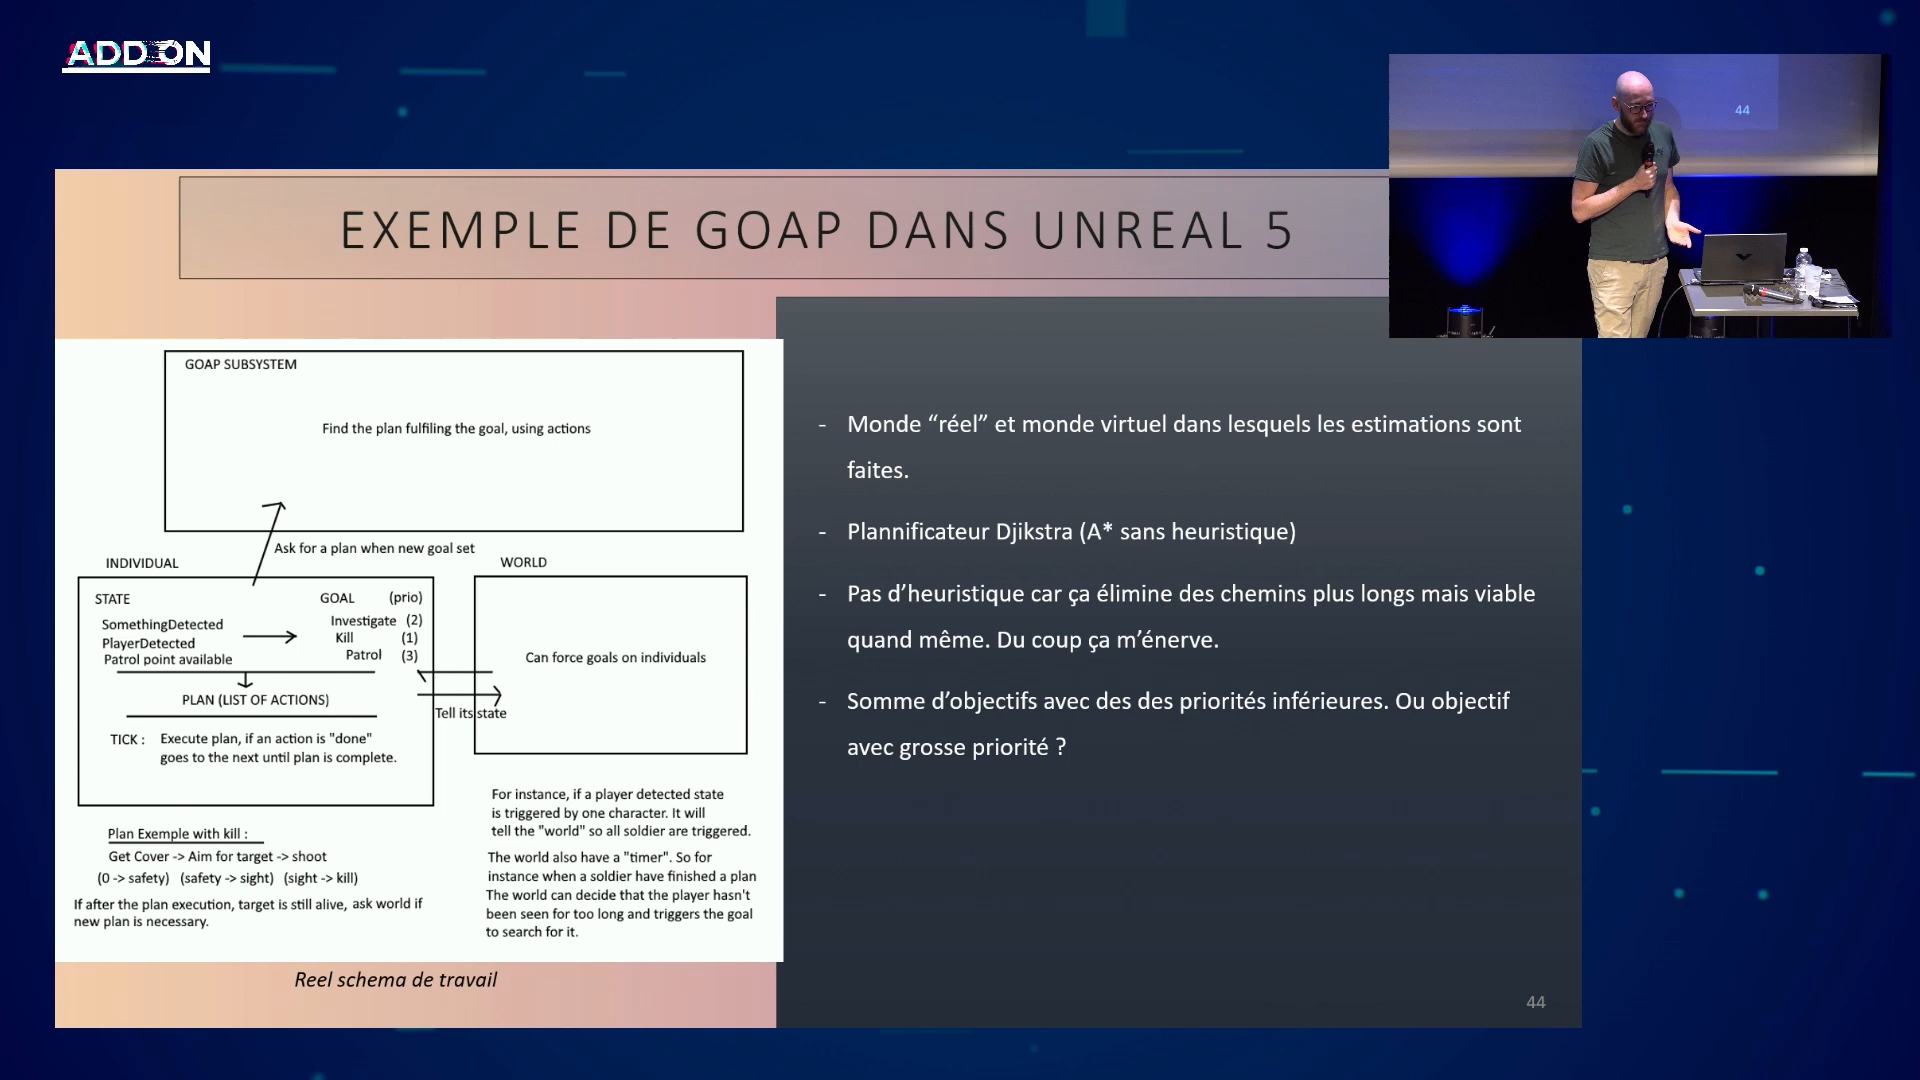 ADD ON
44
EXEMPLE DE GOAP DANS UNREAL 5
GOAP SUBSYSTEM
Find the plan fulfiling the goal, using actions
Ask for a plan when new goal set
INDIVIDUAL
STATE
SomethingDetected
PlayerDetected
Patrol point available
GOAL (prio)
Investigate (2)
Kill (1)
Patrol (3)
PLAN (LIST OF ACTIONS)
TICK : Execute plan, if an action is "done"
goes to the next until plan is complete.
WORLD
Can force goals on individuals
Tell its state
Plan Exemple with kill :
Get Cover -> Aim for target -> shoot
(0 -> safety) (safety -> sight) (sight -> kill)
If after the plan execution, target is still alive, ask world if
new plan is necessary.
For instance, if a player detected state
is triggered by one character. It will
tell the "world" so all soldier are triggered.
The world also have a "timer". So for
instance when a soldier have finished a plan
The world can decide that the player hasn't
been seen for too long and triggers the goal
to search for it.
Reel schema de travail
- Monde “réel” et monde virtuel dans lesquels les estimations sont
faites.
- Plannificateur Djikstra (A* sans heuristique)
- Pas d’heuristique car ça élimine des chemins plus longs mais viable
quand même. Du coup ça m’énerve.
- Somme d’objectifs avec des des priorités inférieures. Ou objectif
avec grosse priorité ?
44